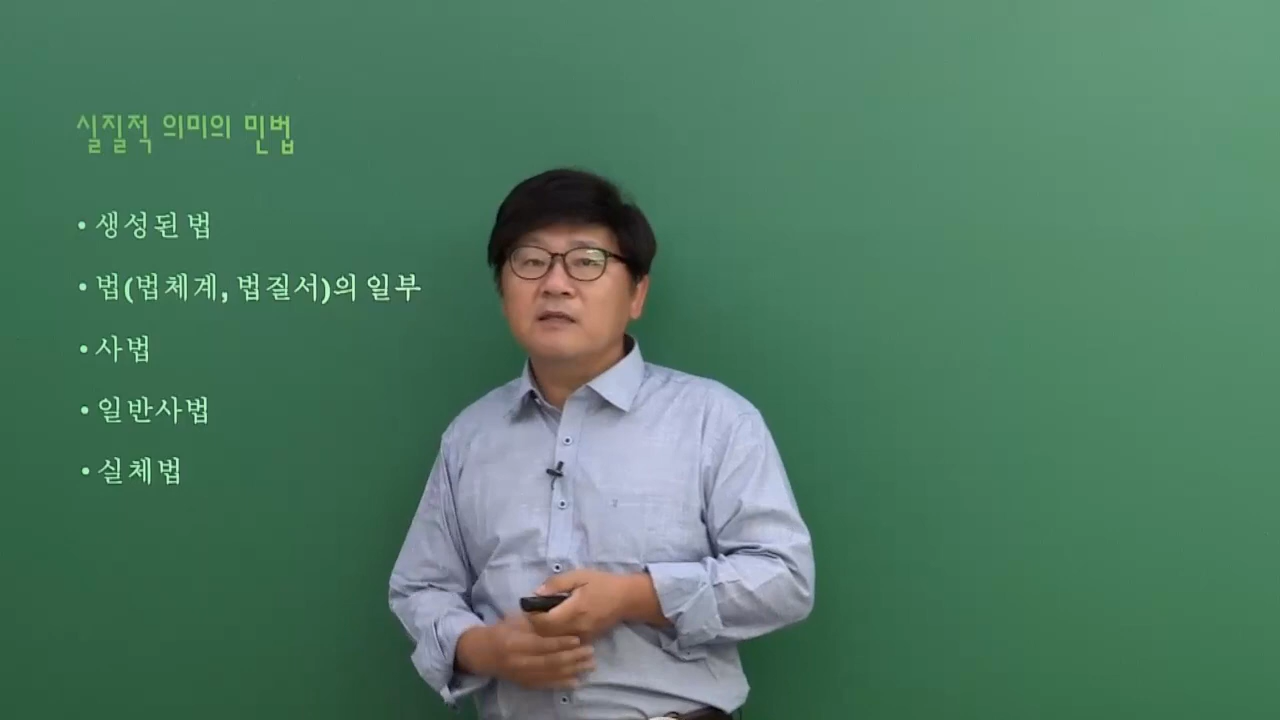 실질적 의미의 민법
• 생성된 법
• 법(법체계, 법질서)의 일부
• 사법
• 일반사법
• 실체법